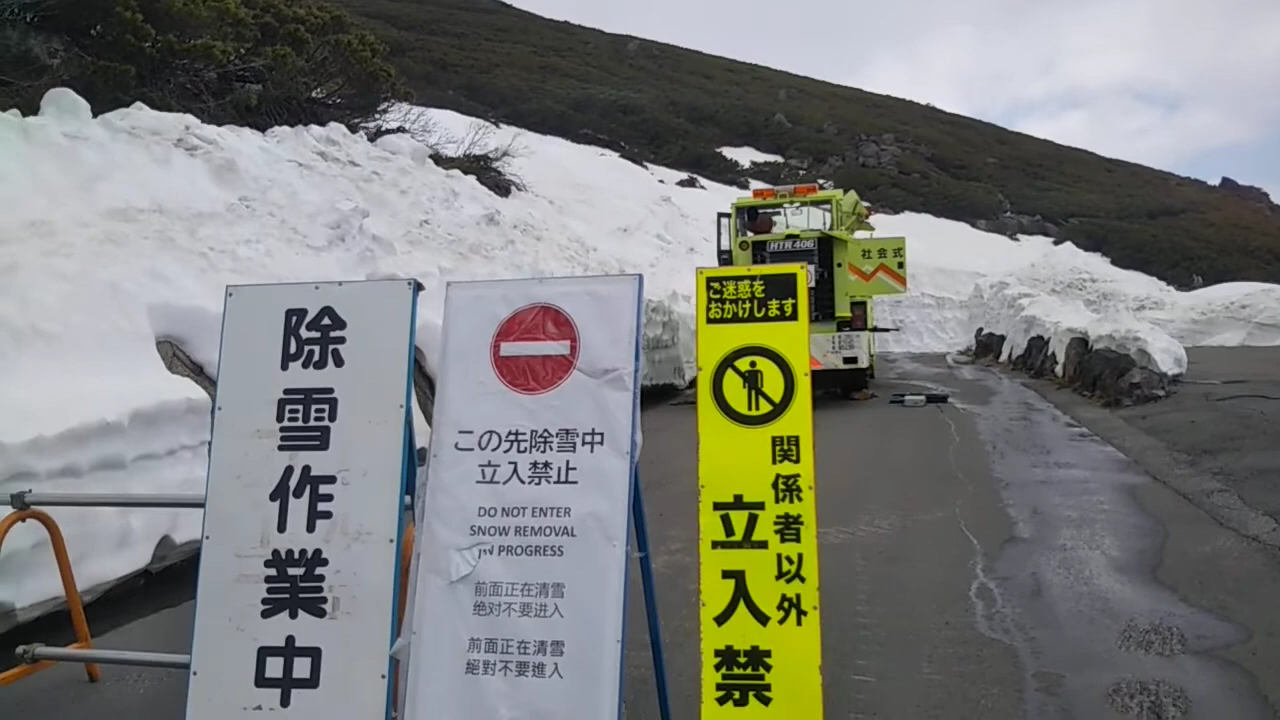 除雪作業中
この先除雪中
立入禁止
DO NOT ENTER
SNOW REMOVAL
IN PROGRESS
前面正在清雪
绝对不要进入
前面正在清雪
絕對不要進入
ご迷惑を
おかけします
関係者以外
立入禁
HTR406
社会式